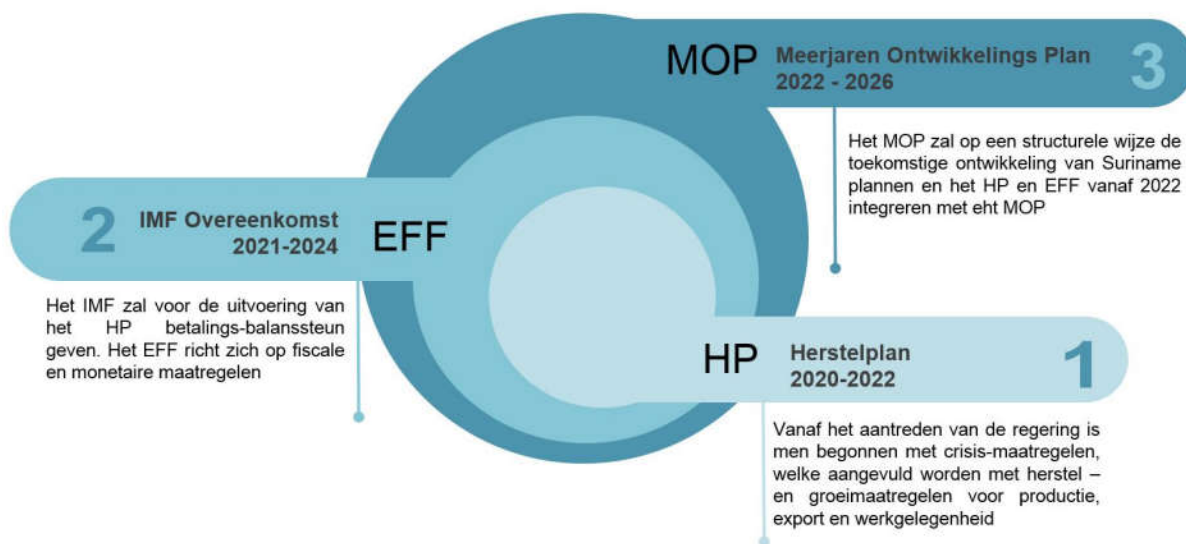 MOP
Meerjaren Ontwikkelings Plan
2022 - 2026
3
Het MOP zal op een structurele wijze de
toekomstige ontwikkeling van Suriname
plannen en het HP en EFF vanaf 2022
integreren met eht MOP
2
IMF Overeenkomst
2021-2024
EFF
Het IMF zal voor de uitvoering van
het HP betalings-balanssteun
geven. Het EFF richt zich op fiscale
en monetaire maatregelen
HP
Herstelplan
2020-2022
1
Vanaf het aantreden van de regering is
men begonnen met crisis-maatregelen,
welke aangevuld worden met herstel –
en groeimaatregelen voor productie,
export en werkgelegenheid